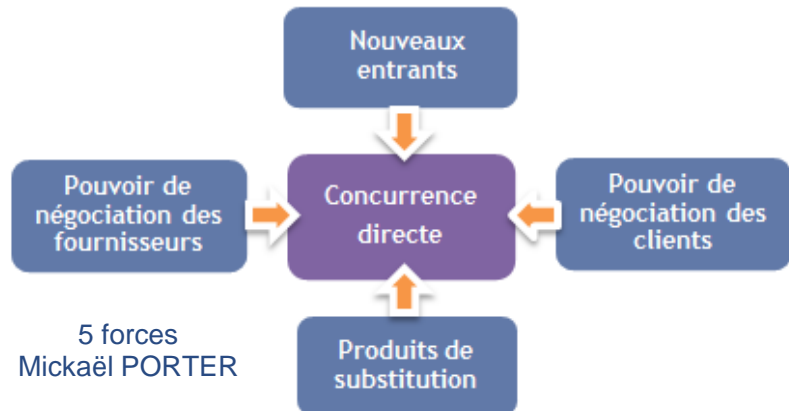 Nouveaux
entrants
Pouvoir de
négociation des
fournisseurs
Concurrence
directe
Pouvoir de
négociation des
clients
5 forces
Mickaël PORTER
Produits de
substitution